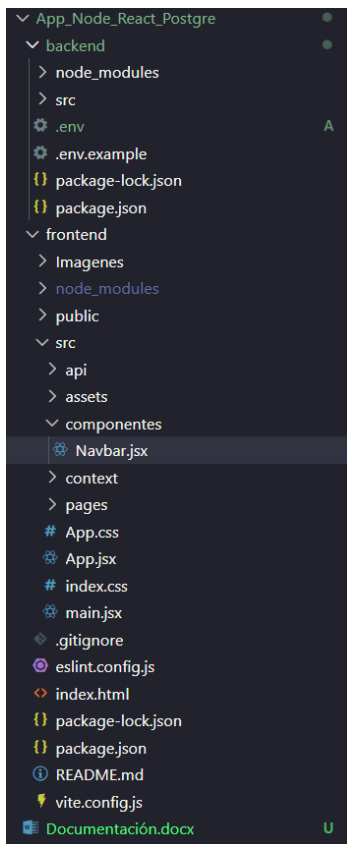 App_Node_React_Postgre
backend
node_modules
src
.env A
.env.example
package-lock.json
package.json
frontend
Imagenes
node_modules
public
src
api
assets
componentes
Navbar.jsx
context
pages
App.css
App.jsx
index.css
main.jsx
.gitignore
eslint.config.js
index.html
package-lock.json
package.json
README.md
vite.config.js
Documentación.docx U